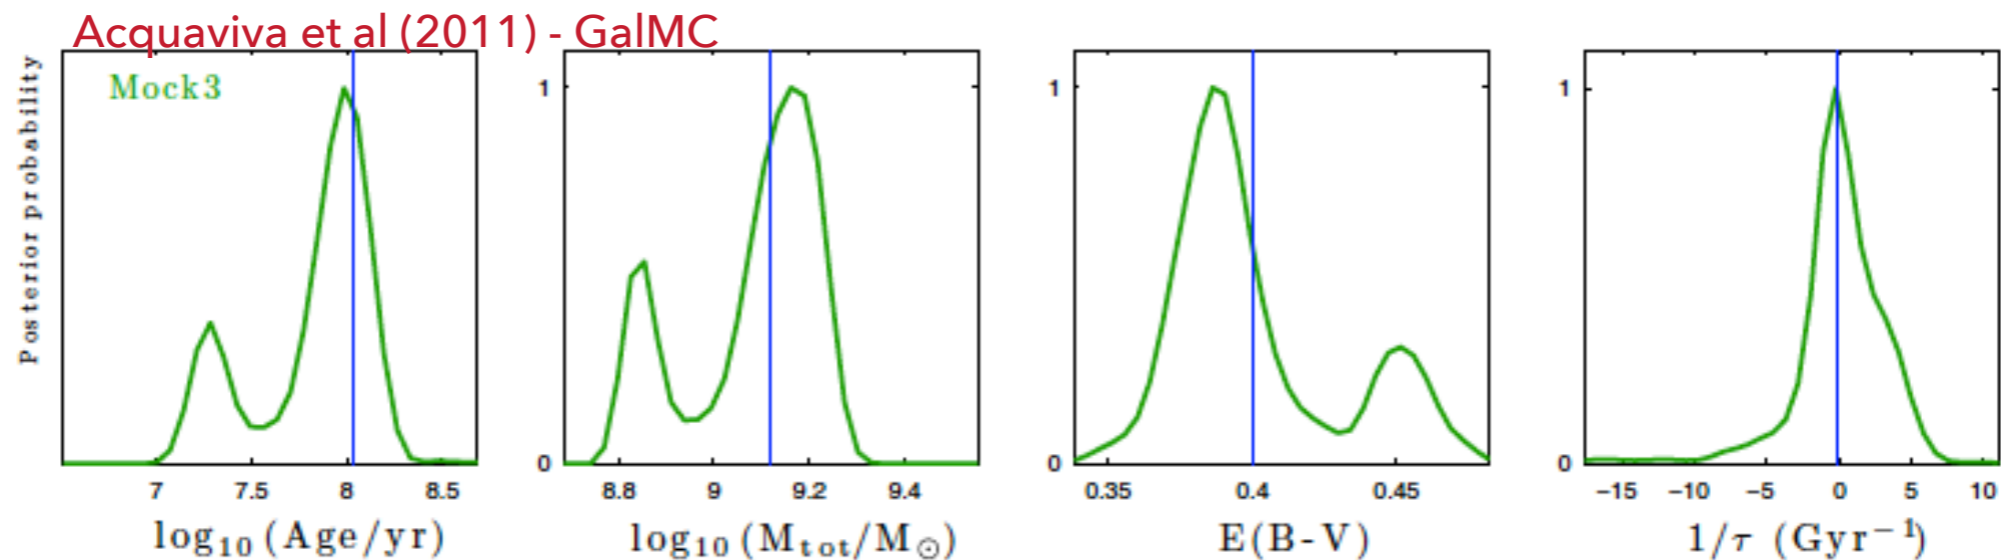 Acquaviva et al (2011) - GalMC
Posterior probability
Mock3
7 7.5 8 8.5
log₁₀ (Age/yr)
1
0
8.8 9 9.2 9.4
log₁₀ (Mₜₒₜ/M☉)
1
0
0.35 0.4 0.45
E(B-V)
1
0
−15 −10 −5 0 5 10
1/τ (Gyr⁻¹)